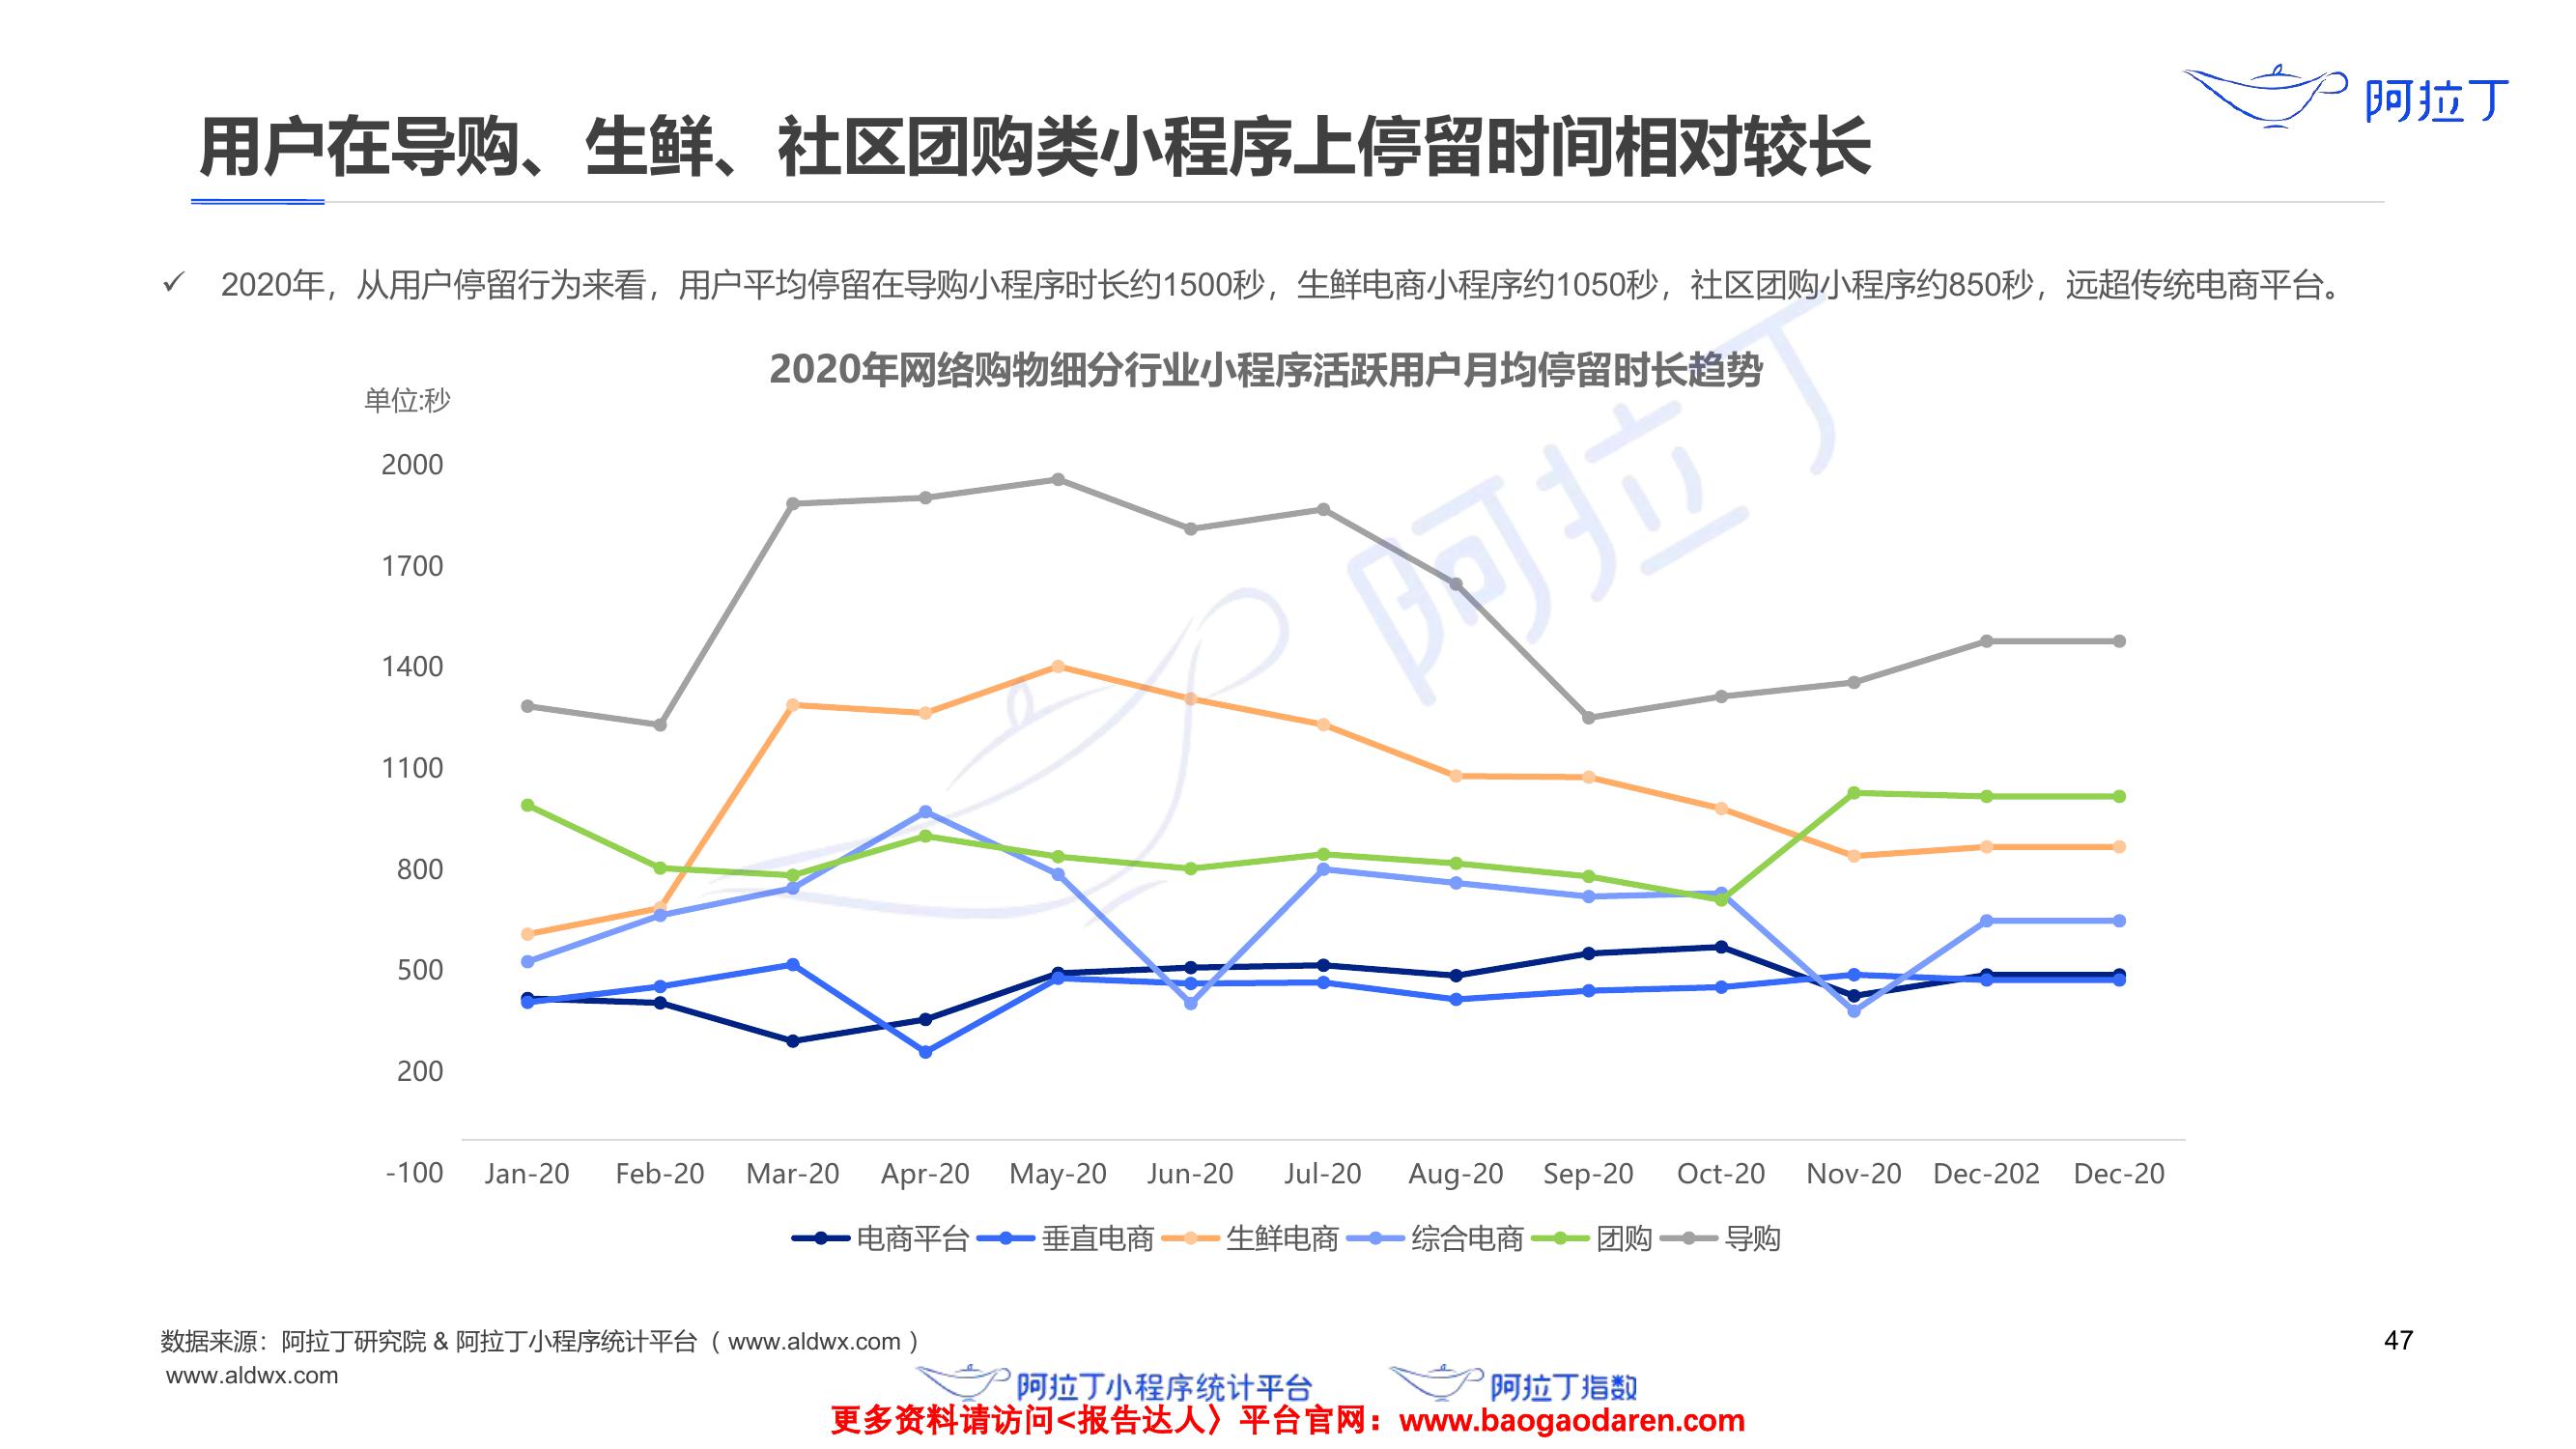 阿拉丁
用户在导购、生鲜、社区团购类小程序上停留时间相对较长
✓ 2020年，从用户停留行为来看，用户平均停留在导购小程序时长约1500秒，生鲜电商小程序约1050秒，社区团购小程序约850秒，远超传统电商平台。
2020年网络购物细分行业小程序活跃用户月均停留时长趋势
单位:秒
2000
1700
1400
1100
800
500
200
-100
Jan-20 Feb-20 Mar-20 Apr-20 May-20 Jun-20 Jul-20 Aug-20 Sep-20 Oct-20 Nov-20 Dec-202 Dec-20
电商平台 垂直电商 生鲜电商 综合电商 团购 导购
阿拉丁
数据来源：阿拉丁研究院 & 阿拉丁小程序统计平台（ www.aldwx.com ）
47
www.aldwx.com
阿拉丁小程序统计平台 阿拉丁指数
更多资料请访问<报告达人〉平台官网：www.baogaodaren.com